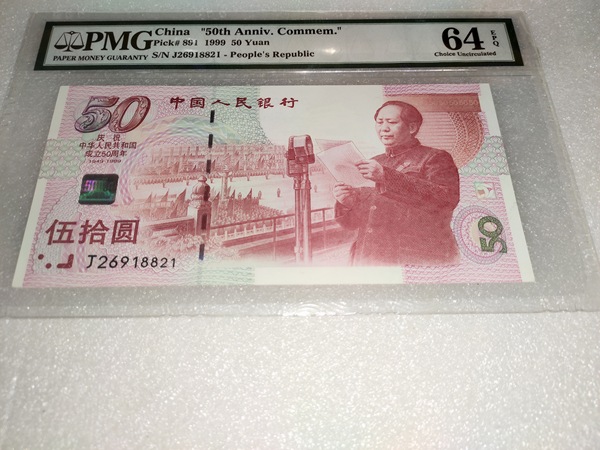 PMG
PAPER MONEY GUARANTY
China "50th Anniv. Commem."
Pick# 891 1999 50 Yuan
S/N J26918821 - People's Republic
64 EPQ
Choice Uncirculated
50
中国人民银行
庆祝
中华人民共和国
成立50周年
1949-1999
50
伍拾圆
J26918821
50